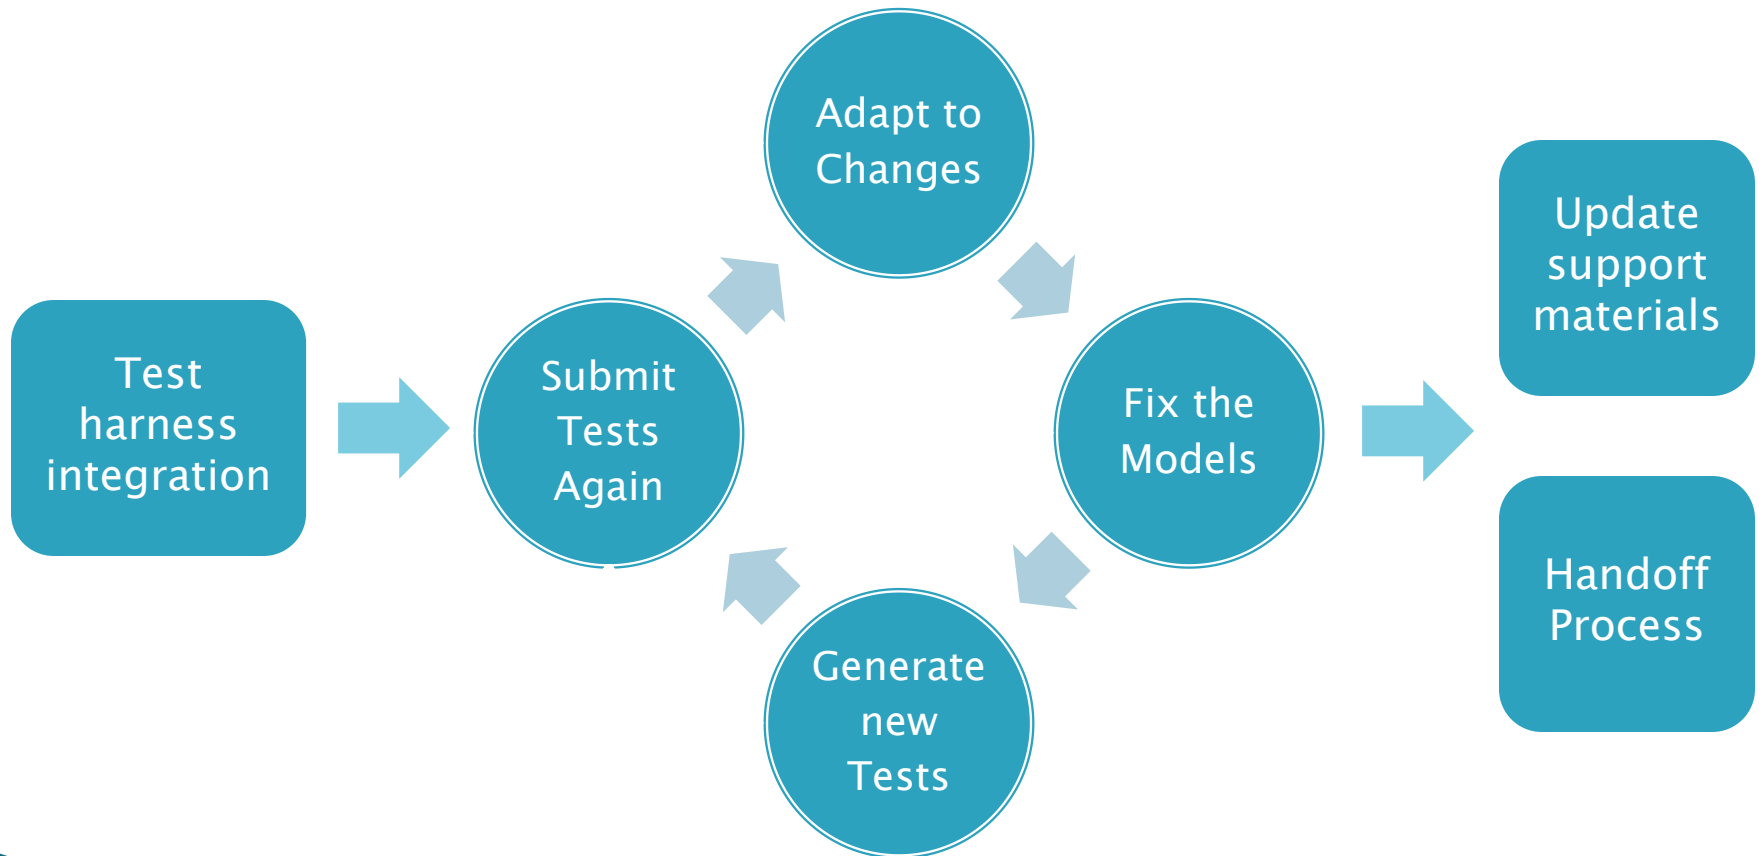 Test
harness
integration
Submit
Tests
Again
Adapt to
Changes
Fix the
Models
Generate
new
Tests
Update
support
materials
Handoff
Process